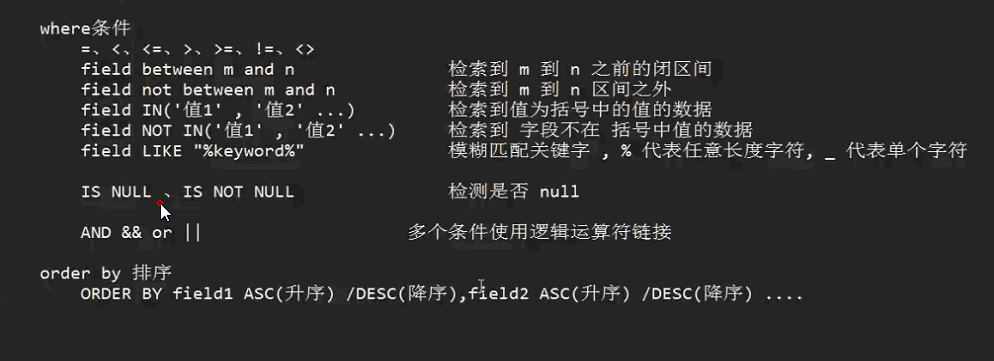 where条件
=、<、<=、>、>=、!=、<>
field between m and n 检索到 m 到 n 之前的闭区间
field not between m and n 检索到 m 到 n 区间之外
field IN('值1' , '值2' ...) 检索到值为括号中的值的数据
field NOT IN('值1' , '值2' ...) 检索到 字段不在 括号中值的数据
field LIKE "%keyword%" 模糊匹配关键字 , % 代表任意长度字符, _ 代表单个字符
IS NULL 、IS NOT NULL 检测是否 null
AND && or || 多个条件使用逻辑运算符链接
order by 排序
ORDER BY field1 ASC(升序) /DESC(降序),field2 ASC(升序) /DESC(降序) ....